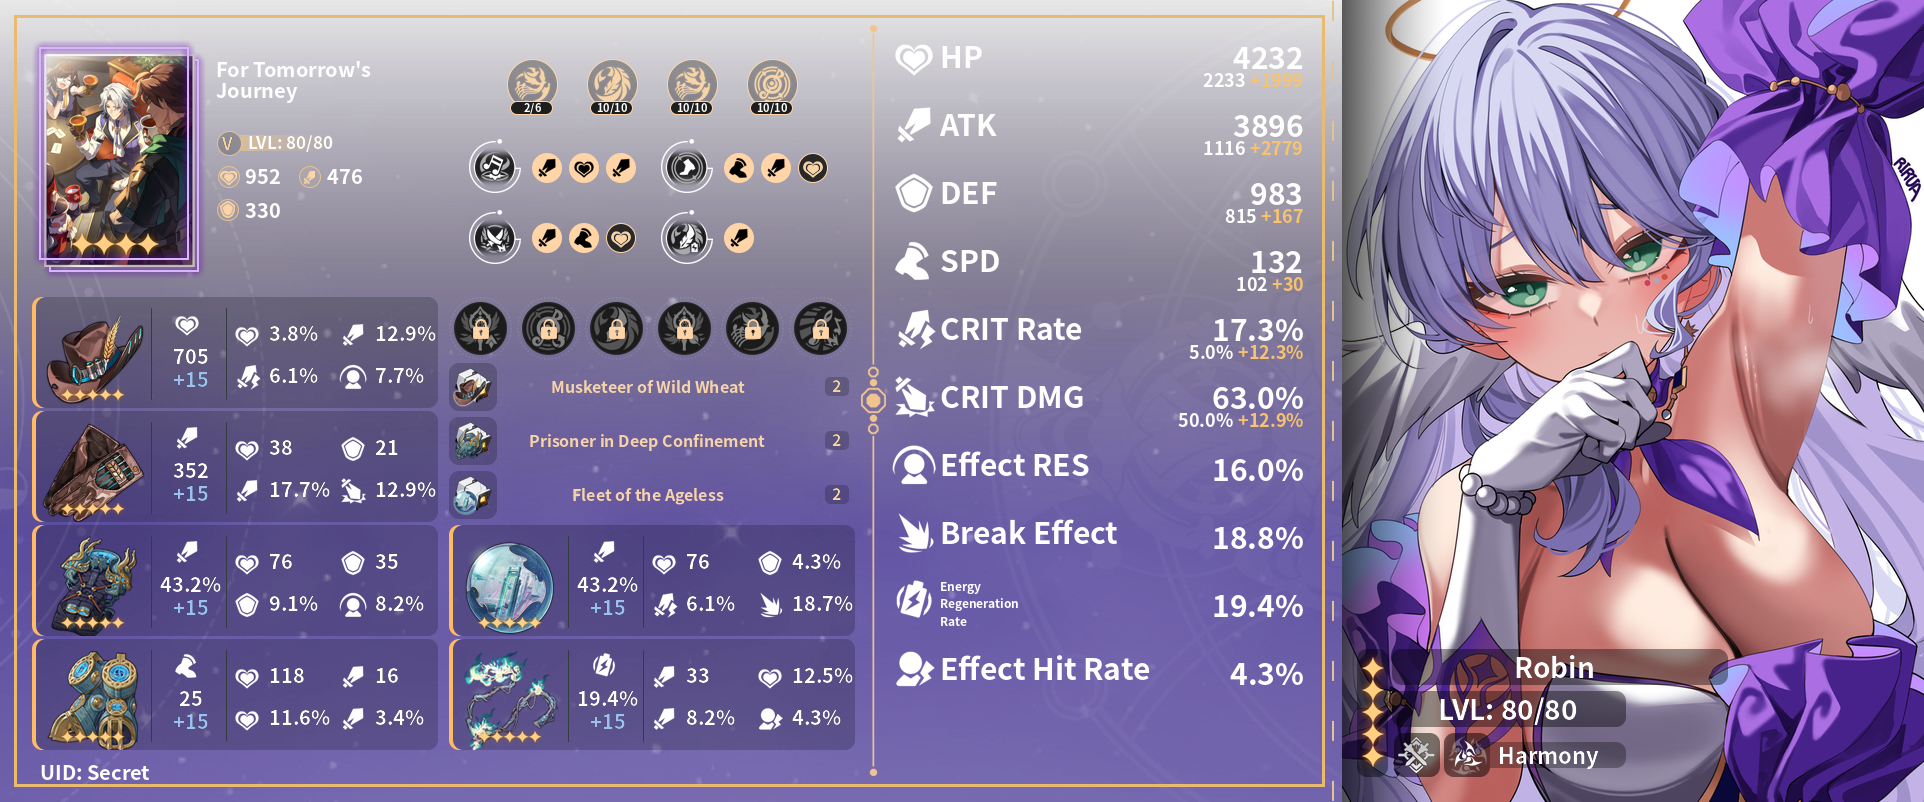 For Tomorrow's
Journey
V LVL: 80/80
952 476
330
2/6 10/10 10/10 10/10
705
+15
3.8% 12.9%
6.1% 7.7%
352
+15
38 21
17.7% 12.9%
43.2%
+15
76 35
9.1% 8.2%
25
+15
118 16
11.6% 3.4%
Musketeer of Wild Wheat 2
Prisoner in Deep Confinement 2
Fleet of the Ageless 2
43.2%
+15
76 4.3%
6.1% 18.7%
19.4%
+15
33 12.5%
8.2% 4.3%
UID: Secret
HP 4232
2233 +1999
ATK 3896
1116 +2779
DEF 983
815 +167
SPD 132
102 +30
CRIT Rate 17.3%
5.0% +12.3%
CRIT DMG 63.0%
50.0% +12.9%
Effect RES 16.0%
Break Effect 18.8%
Energy
Regeneration
Rate
19.4%
Effect Hit Rate 4.3%
RIRUA
Robin
LVL: 80/80
Harmony